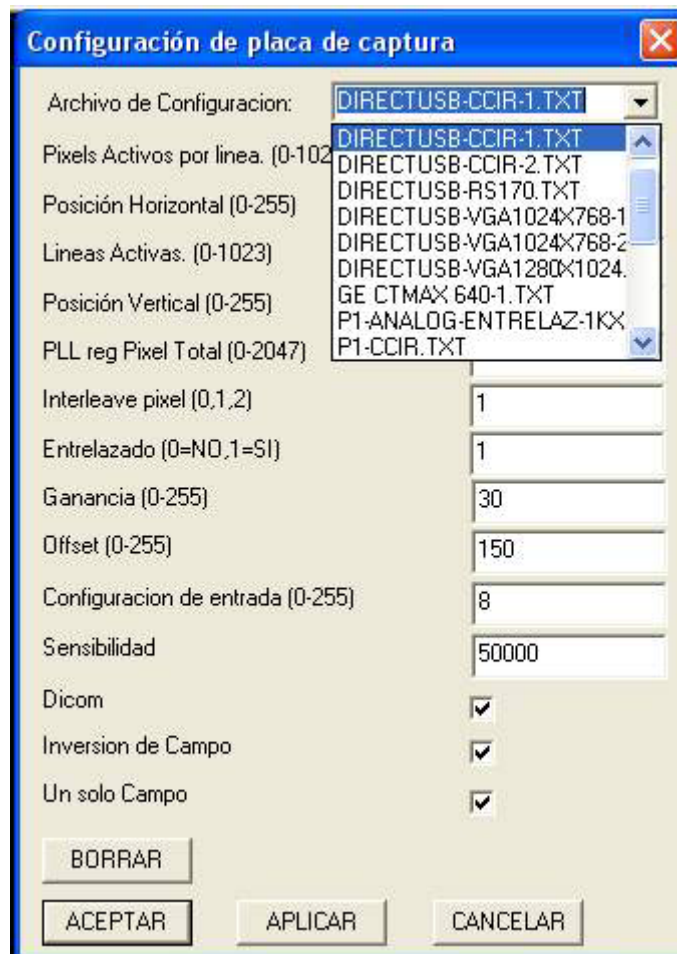 Configuración de placa de captura
Archivo de Configuracion: DIRECTUSB-CCIR-1.TXT
DIRECTUSB-CCIR-1.TXT
Pixels Activos por linea. (0-102
DIRECTUSB-CCIR-2.TXT
DIRECTUSB-RS170.TXT
Posición Horizontal (0-255)
DIRECTUSB-VGA1024X768-1
DIRECTUSB-VGA1024X768-2
Lineas Activas. (0-1023)
DIRECTUSB-VGA1280X1024.
GE CTMAX 640-1.TXT
Posición Vertical (0-255)
P1-ANALOG-ENTRELAZ-1KX
P1-CCIR.TXT
PLL reg Pixel Total (0-2047)
Interleave pixel (0,1,2) 1
Entrelazado (0=NO,1=SI) 1
Ganancia (0-255) 30
Offset (0-255) 150
Configuracion de entrada (0-255) 8
Sensibilidad 50000
Dicom
Inversion de Campo
Un solo Campo
BORRAR
ACEPTAR APLICAR CANCELAR